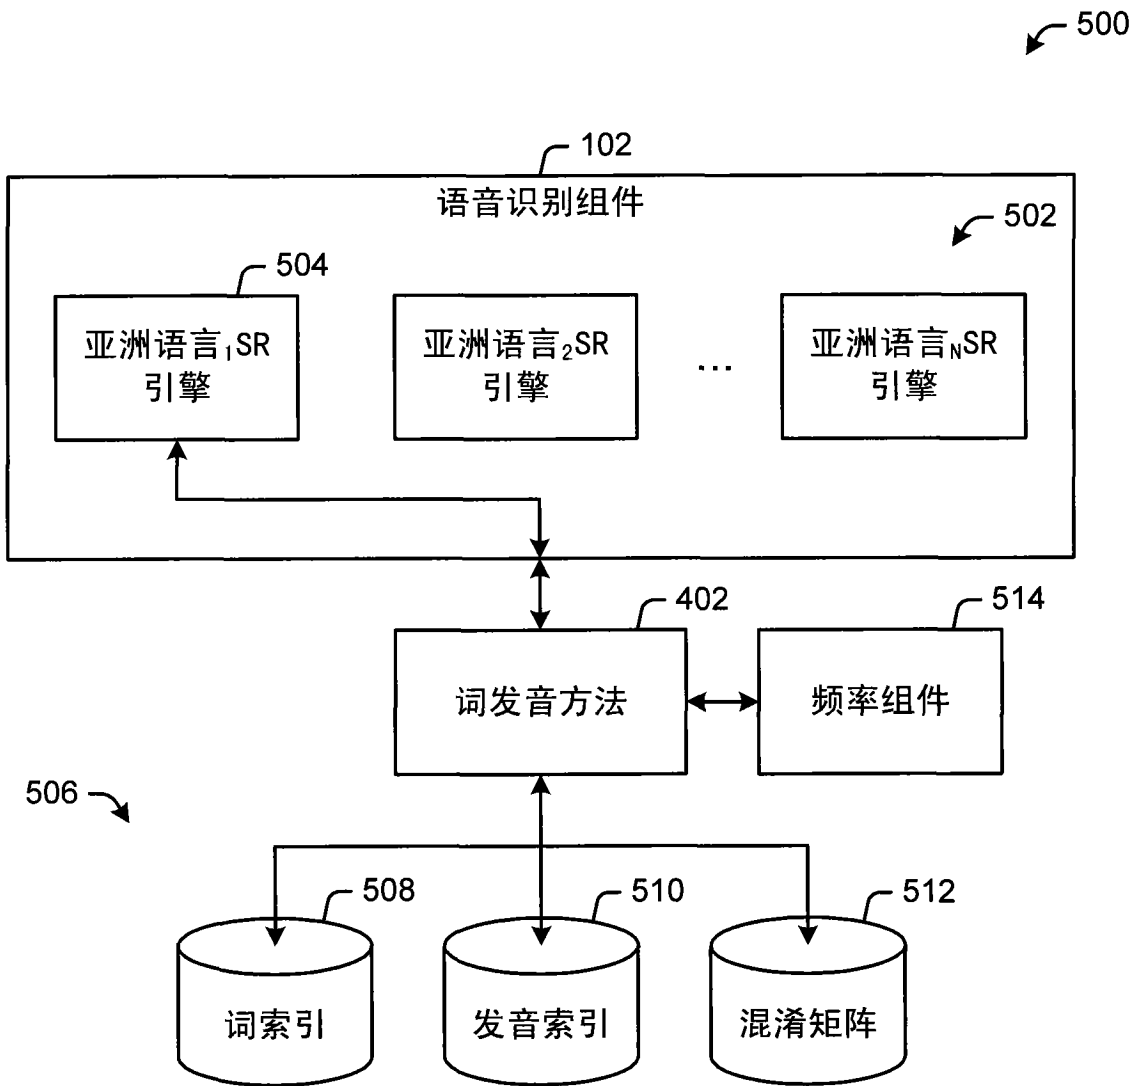 500
102
语音识别组件
502
504
亚洲语言₁SR
引擎
亚洲语言₂SR
引擎
...
亚洲语言ₙSR
引擎
402
514
词发音方法
频率组件
506
508
510
512
词索引
发音索引
混淆矩阵